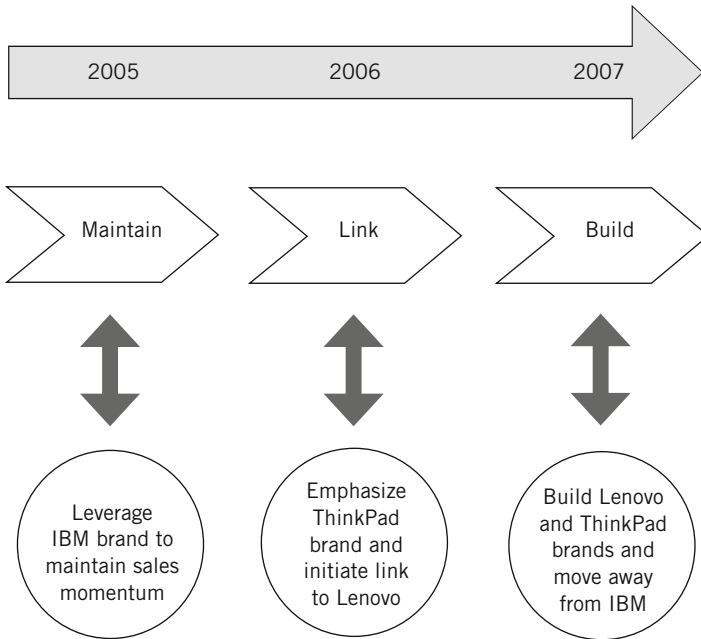 2005 2006 2007
Maintain Link Build
Leverage
IBM brand to
maintain sales
momentum
Emphasize
ThinkPad
brand and
initiate link
to Lenovo
Build Lenovo
and ThinkPad
brands and
move away
from IBM